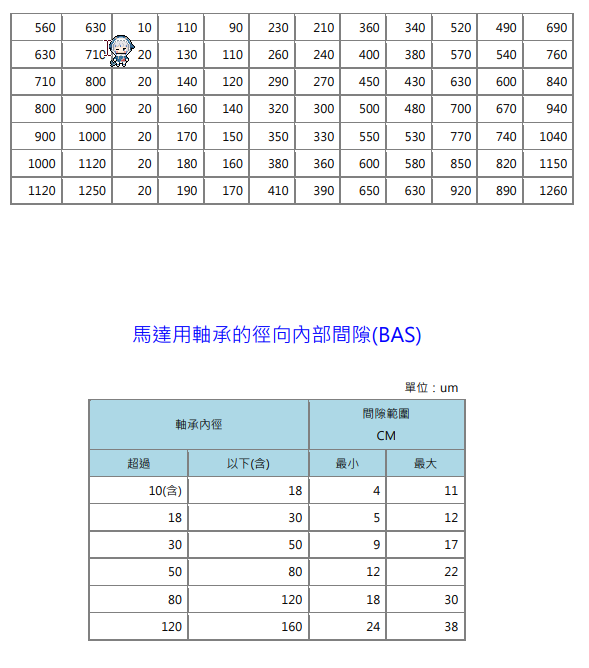 560 630 10 110 90 230 210 360 340 520 490 690
630 710 20 130 110 260 240 400 380 570 540 760
710 800 20 140 120 290 270 450 430 630 600 840
800 900 20 160 140 320 300 500 480 700 670 940
900 1000 20 170 150 350 330 550 530 770 740 1040
1000 1120 20 180 160 380 360 600 580 850 820 1150
1120 1250 20 190 170 410 390 650 630 920 890 1260
馬達用軸承的徑向內部間隙(BAS)
單位：um
軸承內徑 間隙範圍
CM
超過 以下(含) 最小 最大
10(含) 18 4 11
18 30 5 12
30 50 9 17
50 80 12 22
80 120 18 30
120 160 24 38